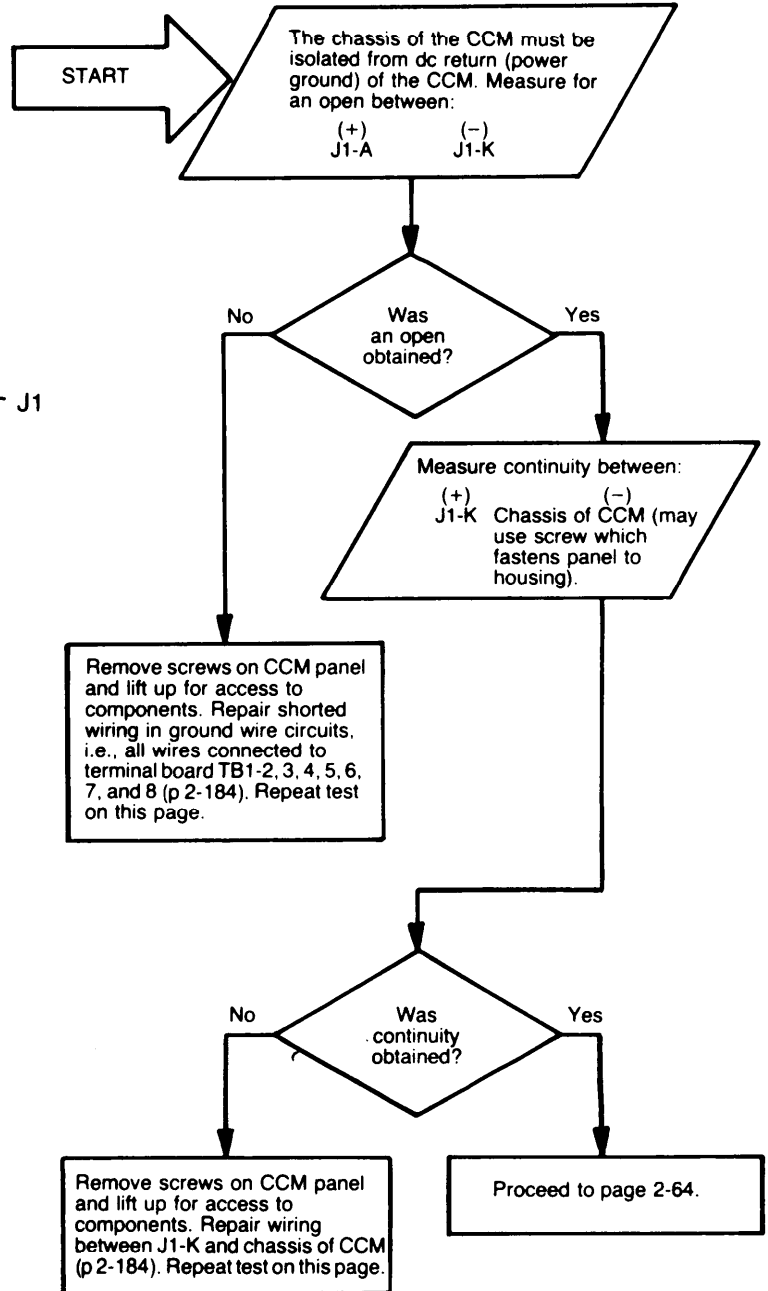 START
The chassis of the CCM must be
isolated from dc return (power
ground) of the CCM. Measure for
an open between:
(+) (−)
J1-A J1-K
No
Was
an open
obtained?
Yes
J1
Measure continuity between:
(+) (−)
J1-K Chassis of CCM (may
use screw which
fastens panel to
housing).
Remove screws on CCM panel
and lift up for access to
components. Repair shorted
wiring in ground wire circuits,
i.e., all wires connected to
terminal board TB1-2, 3, 4, 5, 6,
7, and 8 (p 2-184). Repeat test
on this page.
No
Was
continuity
obtained?
Yes
Remove screws on CCM panel
and lift up for access to
components. Repair wiring
between J1-K and chassis of CCM
(p 2-184). Repeat test on this page.
Proceed to page 2-64.